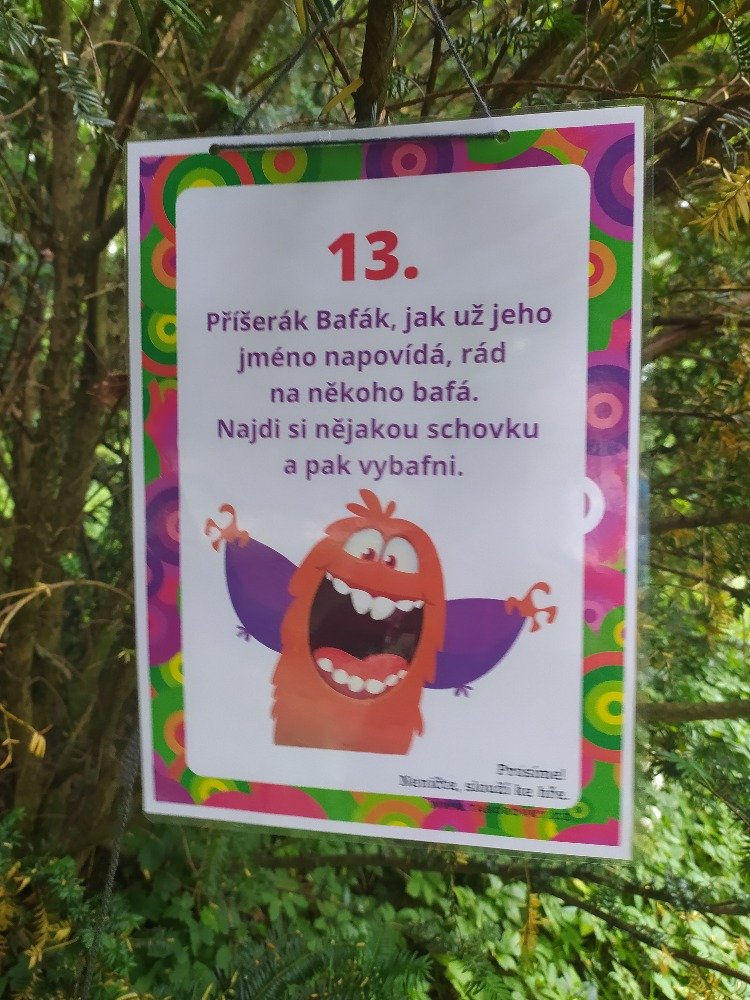 13.
Příšerák Bafák, jak už jeho
jméno napovídá, rád
na někoho bafá.
Najdi si nějakou schovku
a pak vybafni.
Prosíme!
Neničte, slouží ke hře.